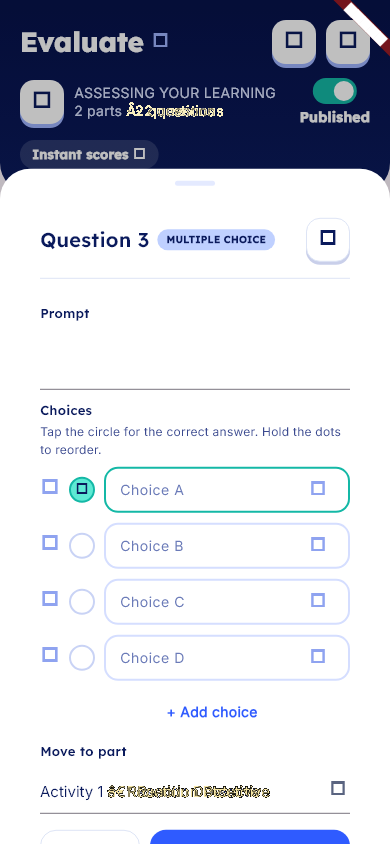 Evaluate
ASSESSING YOUR LEARNING
2 parts
Published
Instant scores
Question 3
MULTIPLE CHOICE
Prompt
Choices
Tap the circle for the correct answer. Hold the dots
to reorder.
Choice A
Choice B
Choice C
Choice D
+ Add choice
Move to part
Activity 1